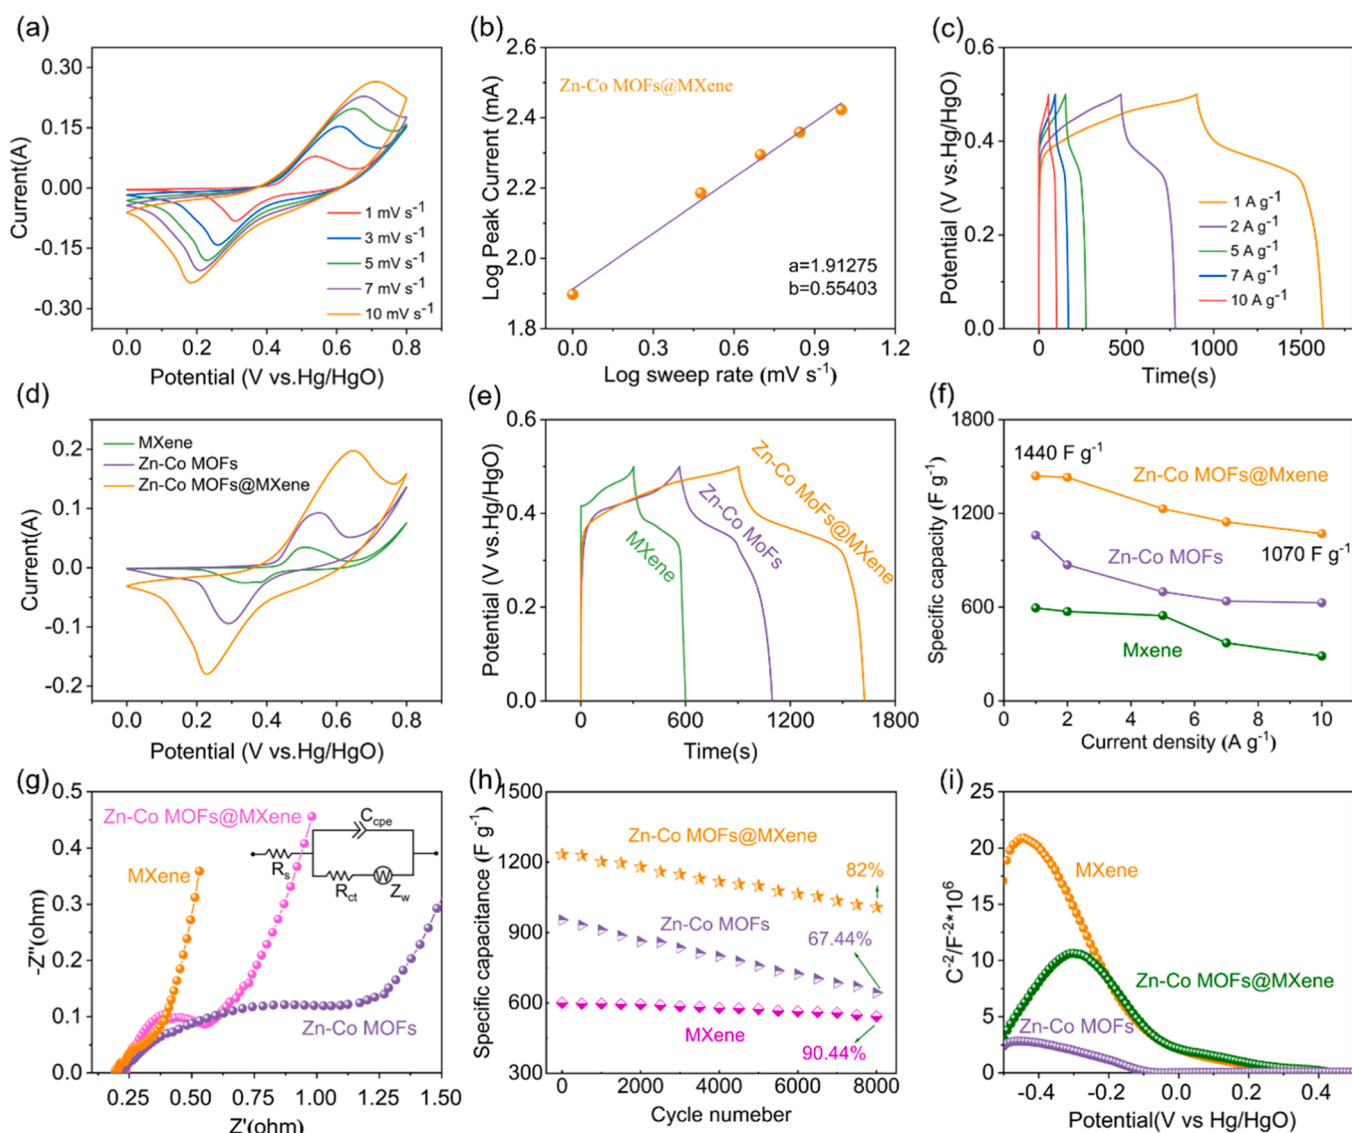 (a)
0.30
0.15
0.00
-0.15
-0.30
Current(A)
1 mV s⁻¹
3 mV s⁻¹
5 mV s⁻¹
7 mV s⁻¹
10 mV s⁻¹
0.0 0.2 0.4 0.6 0.8
Potential (V vs.Hg/HgO)
(b)
2.6
2.4
2.2
2.0
1.8
Log Peak Current (mA)
Zn-Co MOFs@MXene
a=1.91275
b=0.55403
0.0 0.3 0.6 0.9 1.2
Log sweep rate (mV s⁻¹)
(c)
0.6
0.4
0.2
0.0
Potential (V vs.Hg/HgO)
1 A g⁻¹
2 A g⁻¹
5 A g⁻¹
7 A g⁻¹
10 A g⁻¹
0 500 1000 1500
Time(s)
(d)
0.2
0.1
0.0
-0.1
-0.2
Current(A)
MXene
Zn-Co MOFs
Zn-Co MOFs@MXene
0.0 0.2 0.4 0.6 0.8
Potential (V vs.Hg/HgO)
(e)
0.6
0.4
0.2
0.0
Potential (V vs.Hg/HgO)
MXene
Zn-Co MoFs
Zn-Co MoFs@MXene
0 600 1200 1800
Time(s)
(f)
1800
1200
600
0
Specific capacity (F g⁻¹)
1440 F g⁻¹
Zn-Co MOFs@Mxene
1070 F g⁻¹
Zn-Co MOFs
Mxene
0 2 4 6 8 10
Current density (A g⁻¹)
(g)
0.5
0.4
0.3
0.2
0.1
0.0
-Z''(ohm)
Zn-Co MOFs@MXene
MXene
Zn-Co MOFs
Ccpe
Rs
Rct
Zw
0.25 0.50 0.75 1.00 1.25 1.50
Z'(ohm)
(h)
1500
1200
900
600
300
Specific capacitance (F g⁻¹)
Zn-Co MOFs@MXene
82%
Zn-Co MOFs
67.44%
MXene
90.44%
0 2000 4000 6000 8000
Cycle numeber
(i)
25
20
15
10
5
0
C⁻²/F⁻²*10⁶
MXene
Zn-Co MOFs@MXene
Zn-Co MOFs
-0.4 -0.2 0.0 0.2 0.4
Potential(V vs Hg/HgO)